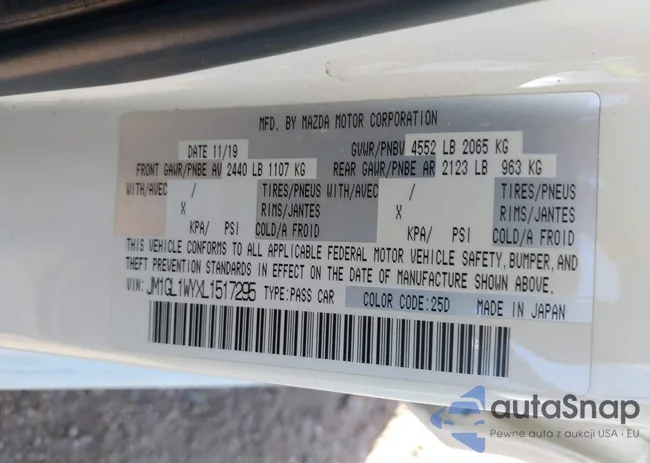 MFD. BY MAZDA MOTOR CORPORATION
DATE 11/19 GVWR/PNBV 4552 LB 2065 KG
FRONT GAWR/PNBE AV 2440 LB 1107 KG REAR GAWR/PNBE AR 2123 LB 963 KG
WITH/AVEC / TIRES/PNEUS WITH/AVEC / TIRES/PNEUS
X RIMS/JANTES X RIMS/JANTES
KPA/ PSI COLD/A FROID KPA/ PSI COLD/A FROID
THIS VEHICLE CONFORMS TO ALL APPLICABLE FEDERAL MOTOR VEHICLE SAFETY, BUMPER, AND
THEFT PREVENTION STANDARDS IN EFFECT ON THE DATE OF MANUFACTURE SHOWN ABOVE.
VIN: JM1GL1WYXL1517295 TYPE:PASS CAR COLOR CODE:25D MADE IN JAPAN
autaSnap
Pewne auta z aukcji USA i EU